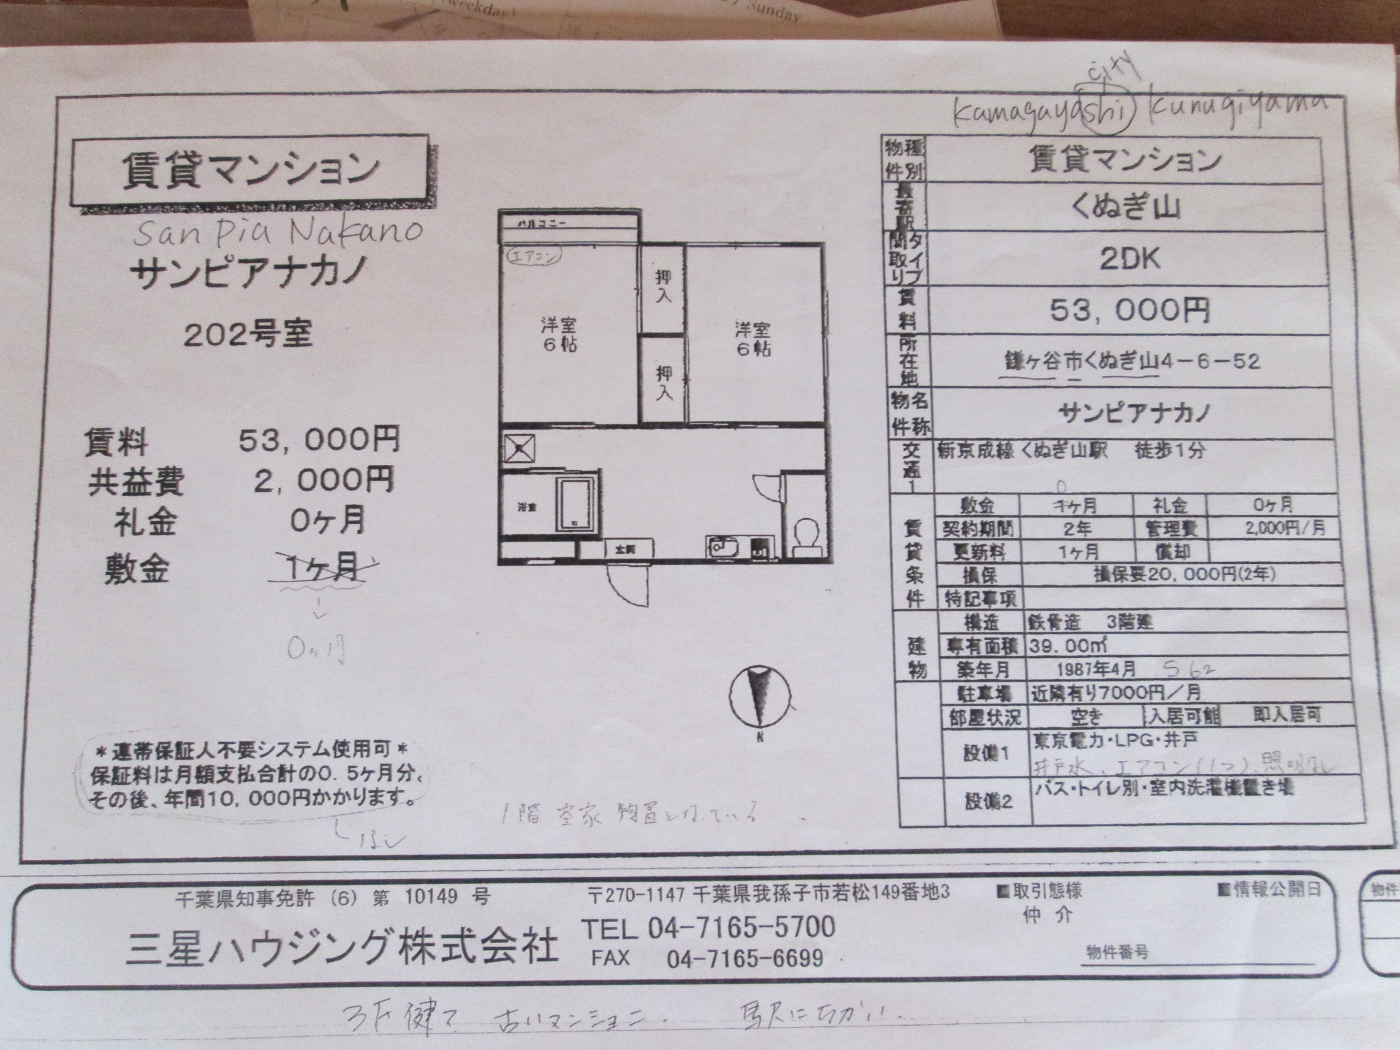 (weekday)
Sunday
city
Kamagayashi Kunugiyama
賃貸マンション
San Pia Nakano
サンピアナカノ
202号室
賃料 53,000円
共益費 2,000円
礼金 0ヶ月
敷金 1ヶ月
↓
0ヶ月
*連帯保証人不要システム使用可*
保証料は月額支払合計の0.5ヶ月分。
その後、年間10,000円かかります。
なし
バルコニー
エアコン
押入
洋室
6帖
洋室
6帖
押入
浴室
玄関
N
1階 空家 物置となっている
物件種別 賃貸マンション
最寄駅 くぬぎ山
間取りタイプ 2DK
賃料 53,000円
所在地 鎌ヶ谷市くぬぎ山4-6-52
物件名称 サンピアナカノ
交通1 新京成線 くぬぎ山駅 徒歩1分
0
賃貸条件
敷金 1ヶ月 礼金 0ヶ月
契約期間 2年 管理費 2,000円/月
更新料 1ヶ月 償却
損保 損保要20,000円(2年)
特記事項
建物
構造 鉄骨造 3階建
専有面積 39.00㎡
築年月 1987年4月 S62
駐車場 近隣有り7000円/月
部屋状況 空き 入居可能 即入居可
設備1 東京電力・LPG・井戸
井戸水、エアコン(1つ)、照明なし
設備2 バス・トイレ別・室内洗濯機置き場
千葉県知事免許 (6) 第 10149 号
三星ハウジング株式会社
〒270-1147 千葉県我孫子市若松149番地3
TEL 04-7165-5700
FAX 04-7165-6699
■取引態様
仲介
■情報公開日
物件番号
物件
3F建て 古いマンション. 駅にちかい.